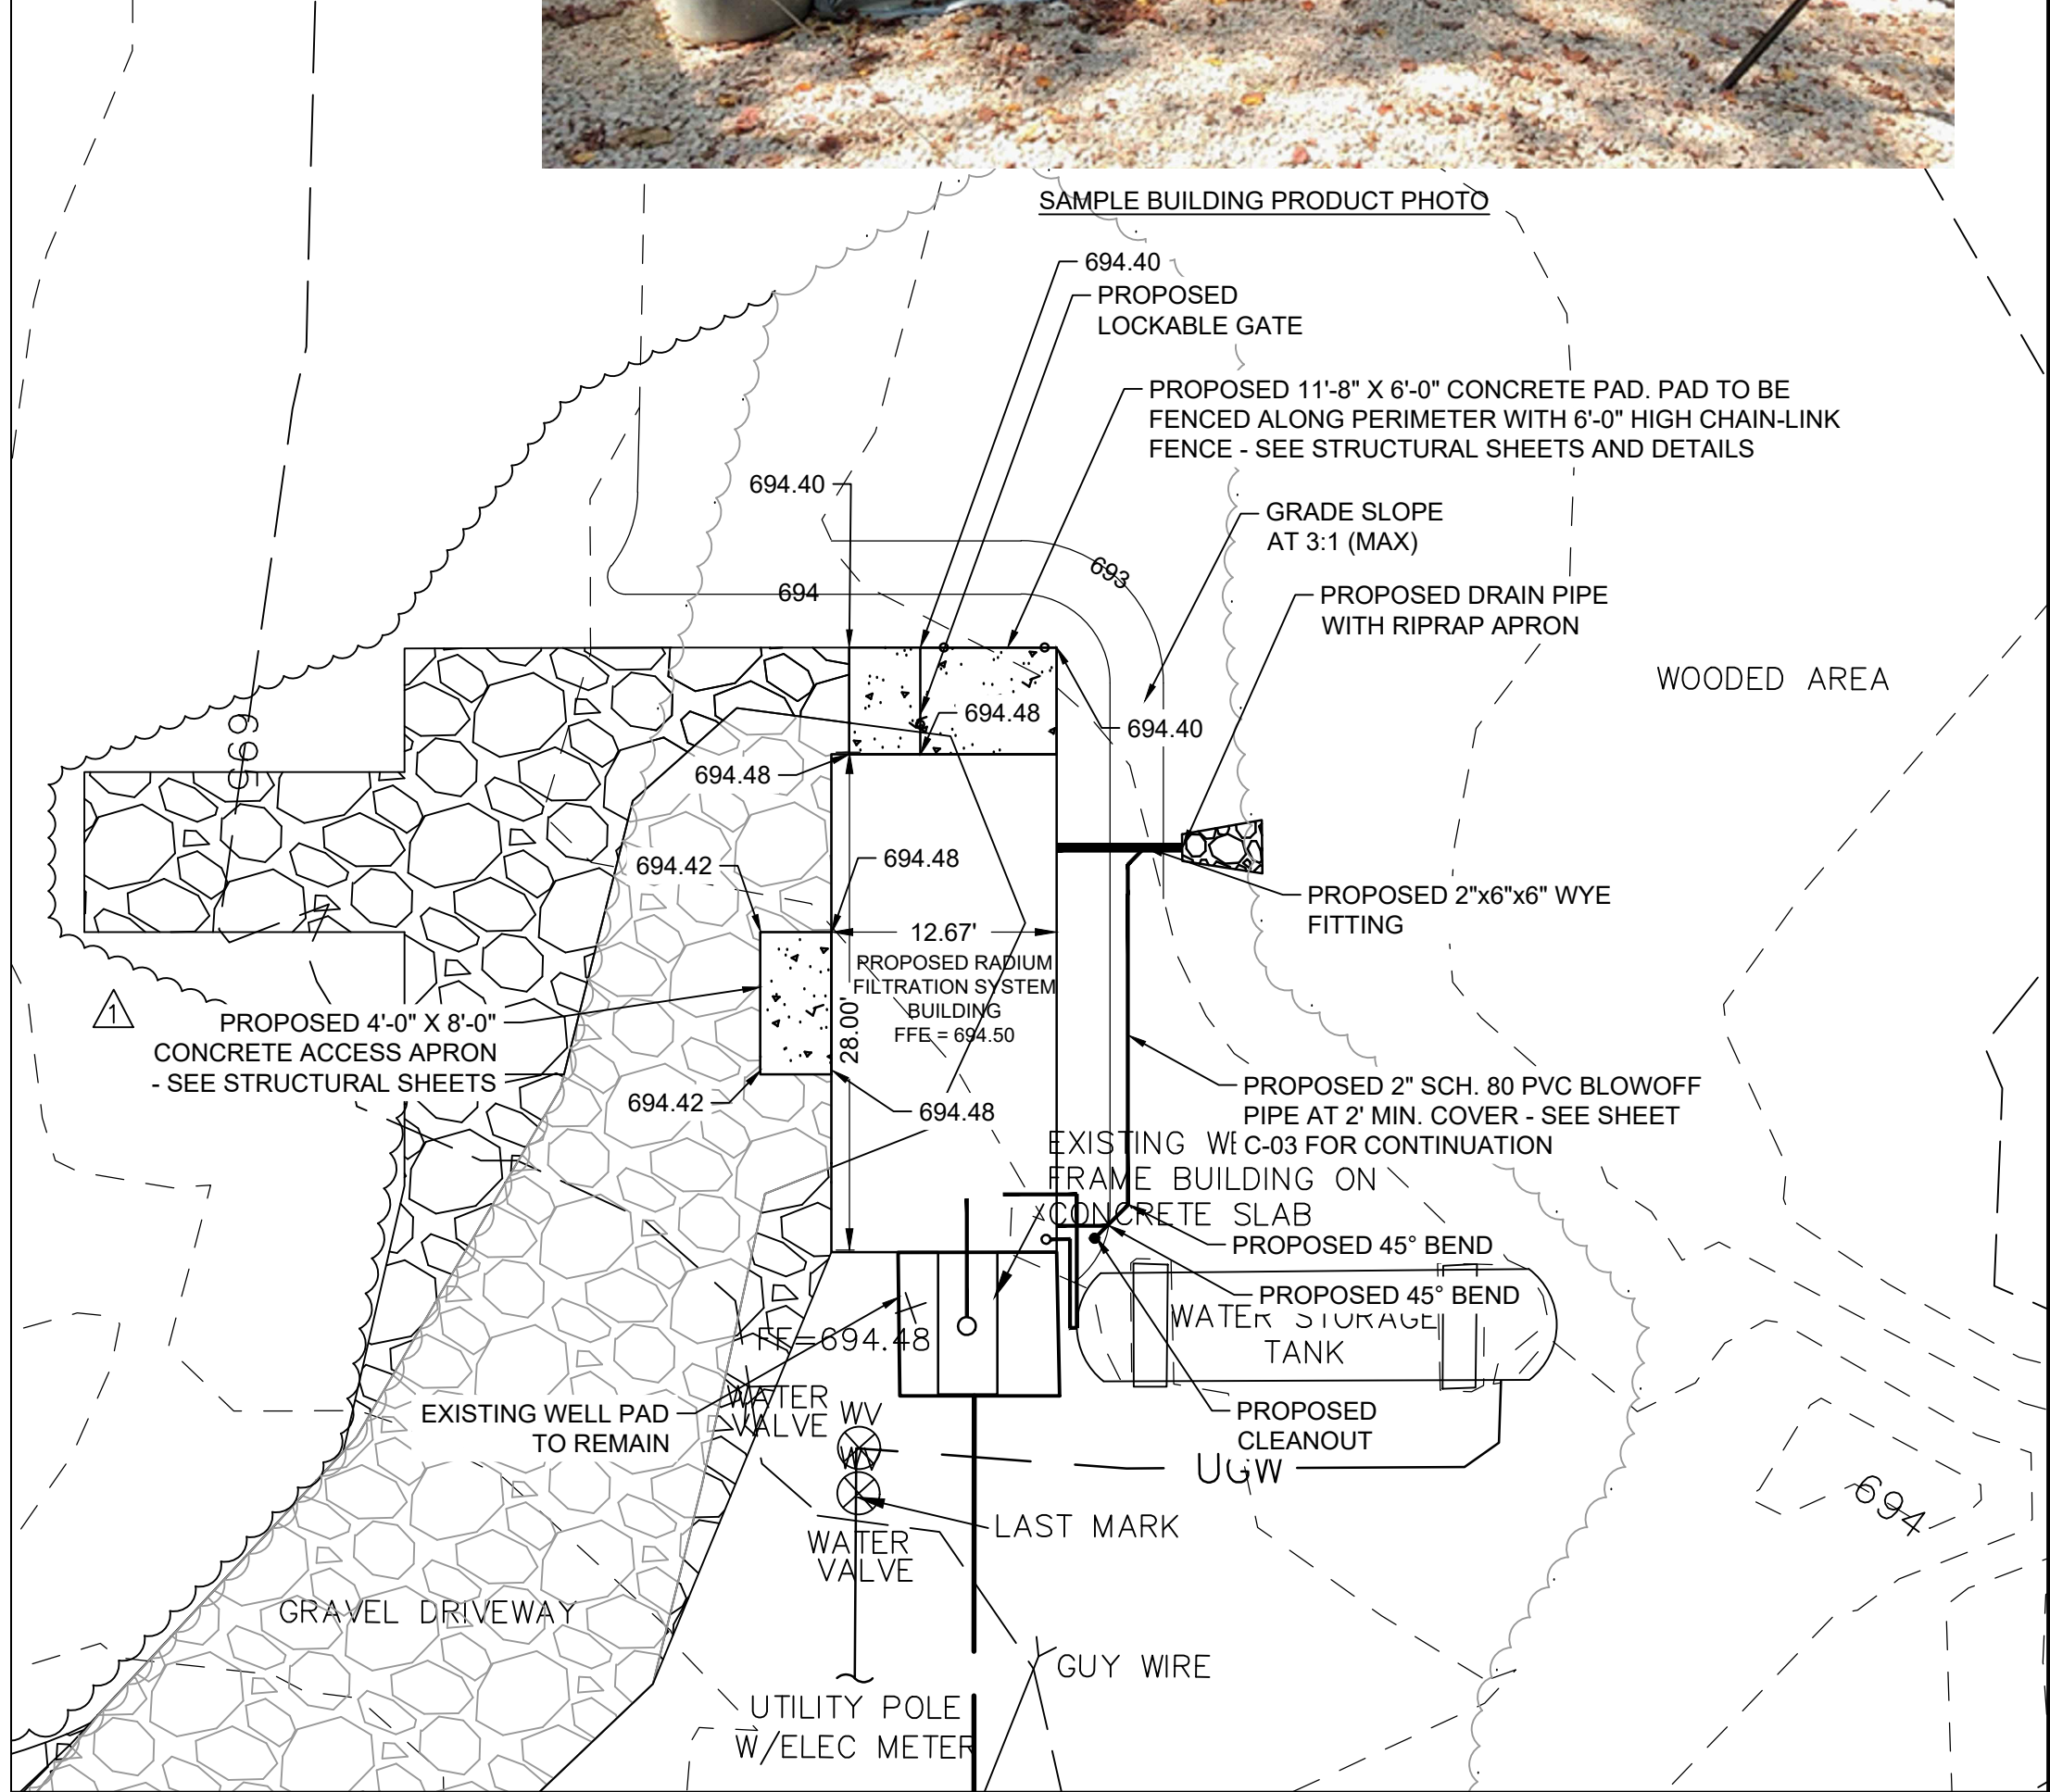 SAMPLE BUILDING PRODUCT PHOTO
694.40
PROPOSED
LOCKABLE GATE
PROPOSED 11'-8" X 6'-0" CONCRETE PAD. PAD TO BE
FENCED ALONG PERIMETER WITH 6'-0" HIGH CHAIN-LINK
FENCE - SEE STRUCTURAL SHEETS AND DETAILS
694.40
GRADE SLOPE
AT 3:1 (MAX)
693
694
PROPOSED DRAIN PIPE
WITH RIPRAP APRON
WOODED AREA
694.48
694.40
695
694.48
694.42
694.48
PROPOSED 2"x6"x6" WYE
FITTING
12.67'
PROPOSED RADIUM
FILTRATION SYSTEM
BUILDING
FFE = 694.50
28.00'
1
PROPOSED 4'-0" X 8'-0"
CONCRETE ACCESS APRON
- SEE STRUCTURAL SHEETS
694.42
694.48
PROPOSED 2" SCH. 80 PVC BLOWOFF
PIPE AT 2' MIN. COVER - SEE SHEET
C-03 FOR CONTINUATION
EXISTING
FRAME BUILDING ON
CONCRETE SLAB
PROPOSED 45° BEND
PROPOSED 45° BEND
WATER STORAGE
TANK
FF=694.48
EXISTING WELL PAD
TO REMAIN
WATER
VALVE
WV
WV
PROPOSED
CLEANOUT
UGW
694
LAST MARK
WATER
VALVE
GRAVEL DRIVEWAY
GUY WIRE
UTILITY POLE
W/ELEC METER